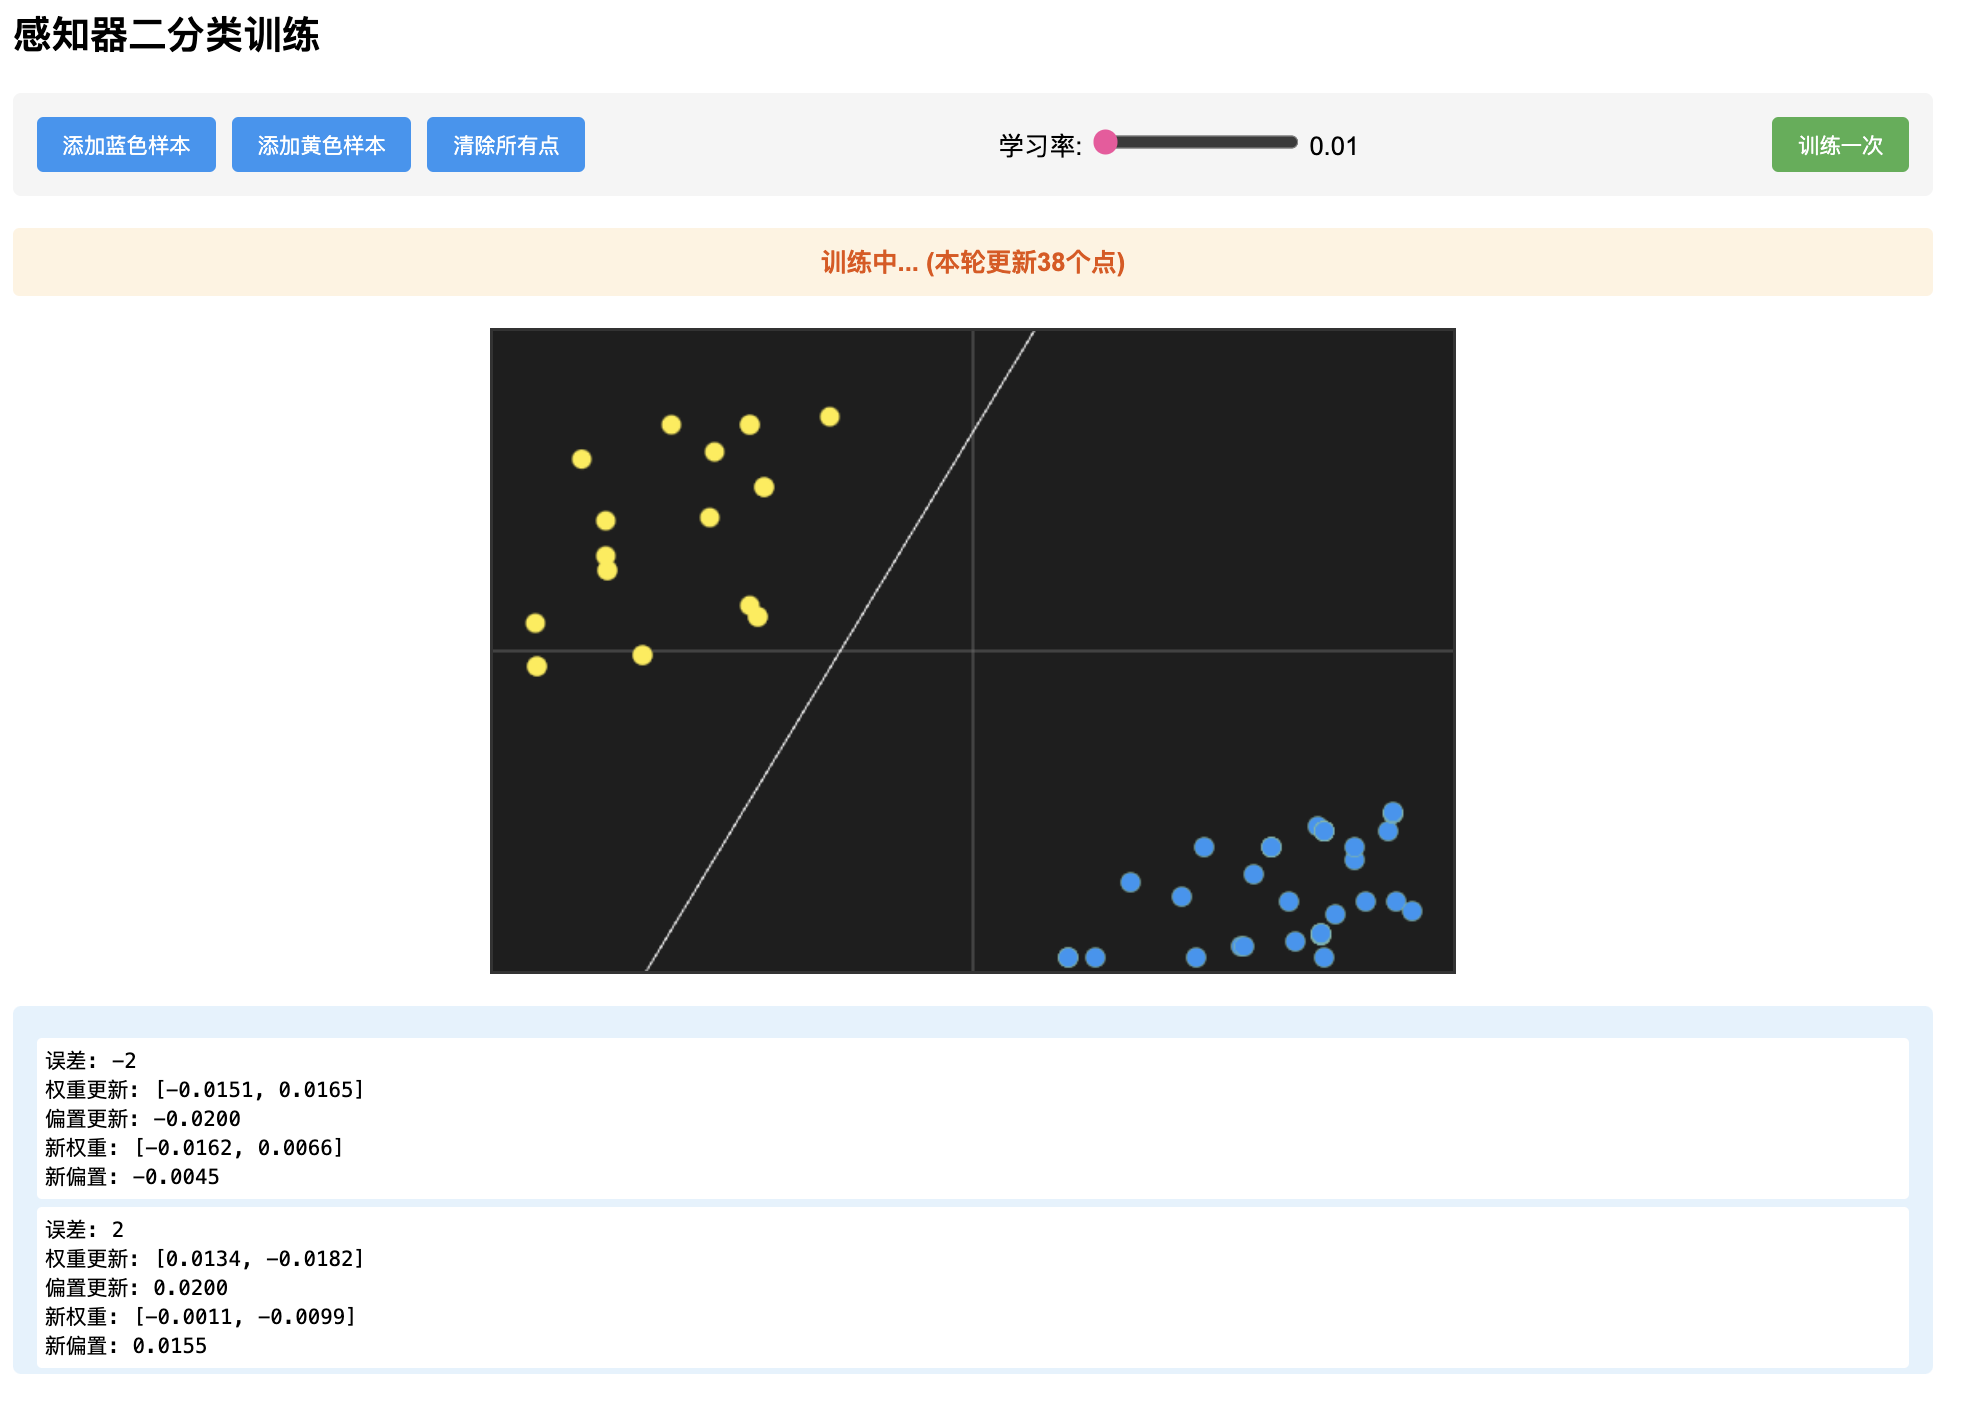 感知器二分类训练
添加蓝色样本 添加黄色样本 清除所有点 学习率: 0.01 训练一次
训练中... (本轮更新38个点)
误差: -2
权重更新: [-0.0151, 0.0165]
偏置更新: -0.0200
新权重: [-0.0162, 0.0066]
新偏置: -0.0045
误差: 2
权重更新: [0.0134, -0.0182]
偏置更新: 0.0200
新权重: [-0.0011, -0.0099]
新偏置: 0.0155